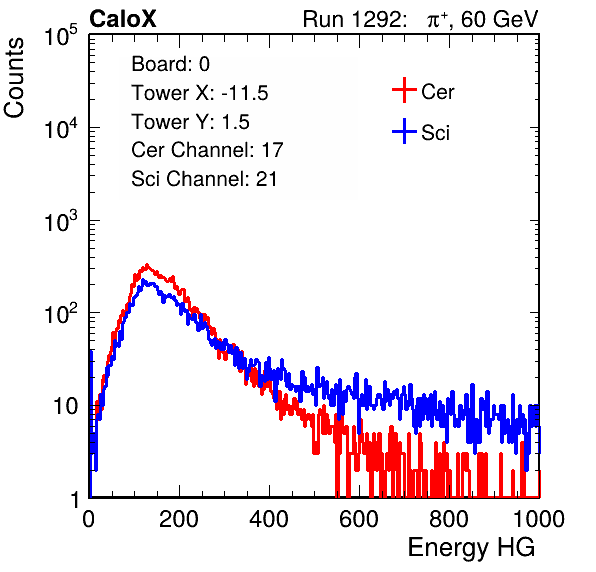 CaloX Run 1292: π⁺, 60 GeV
Counts
10⁵
10⁴
10³
10²
10
1
Board: 0
Tower X: -11.5
Tower Y: 1.5
Cer Channel: 17
Sci Channel: 21
Cer
Sci
0 200 400 600 800 1000
Energy HG